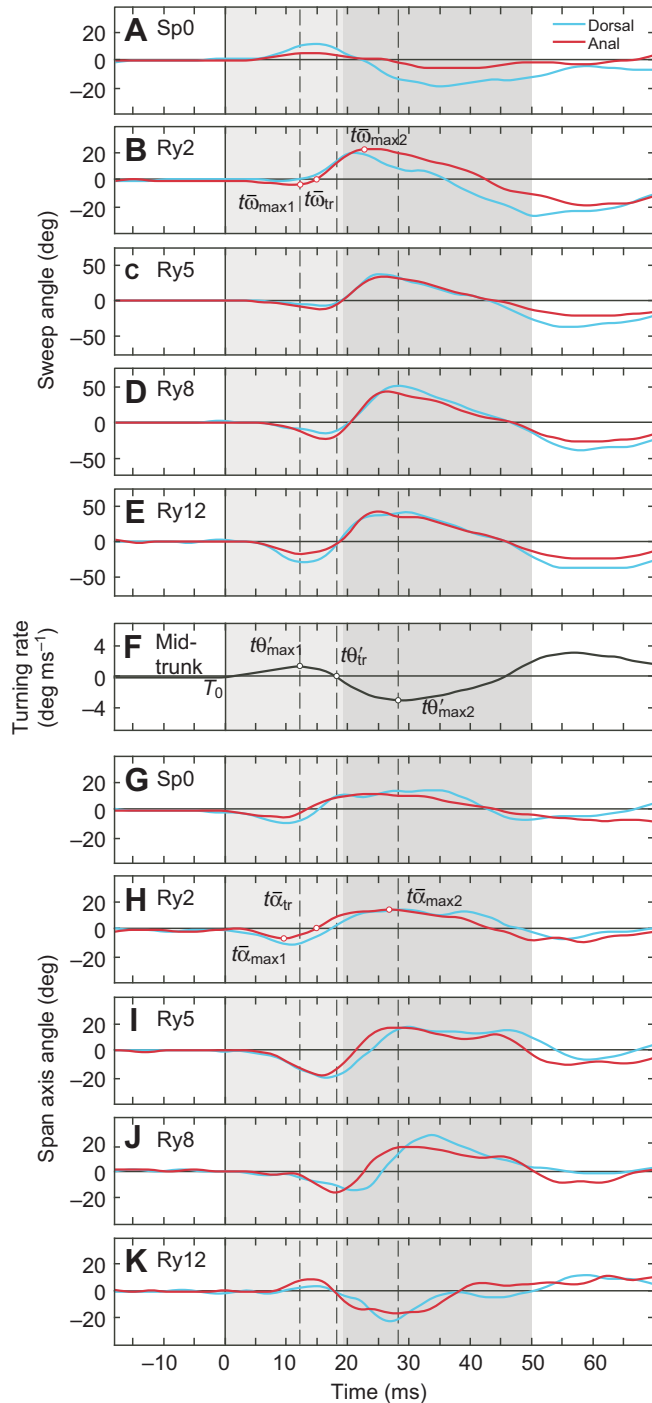 A Sp0
Dorsal
Anal
20
0
–20
B Ry2
tω̄max2
20
0
–20
tω̄max1 tω̄tr
C Ry5
50
0
–50
Sweep angle (deg)
D Ry8
50
0
–50
E Ry12
50
0
–50
F Mid-
trunk
tθ′max1
tθ′tr
4
0
–4
T0
tθ′max2
Turning rate
(deg ms–1)
G Sp0
20
0
–20
H Ry2
tᾱtr
tᾱmax2
20
0
–20
tᾱmax1
I Ry5
20
0
–20
Span axis angle (deg)
J Ry8
20
0
–20
K Ry12
20
0
–20
–10 0 10 20 30 40 50 60
Time (ms)